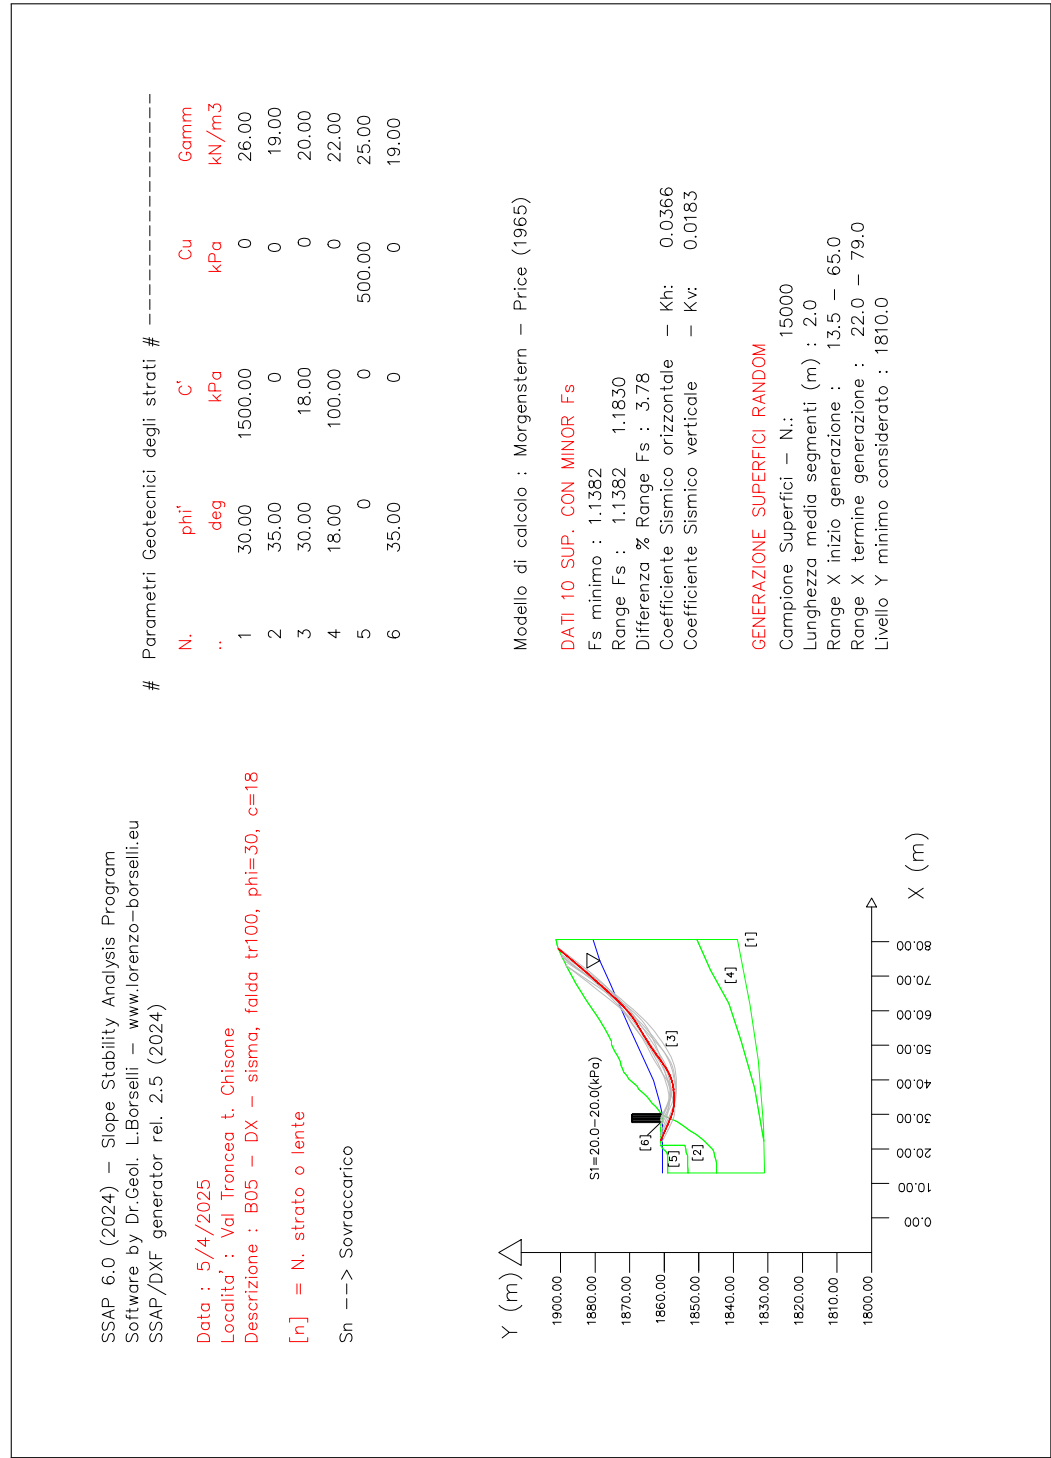 SSAP 6.0 (2024) - Slope Stability Analysis Program
Software by Dr.Geol. L.Borselli - www.lorenzo-borselli.eu
SSAP/DXF generator rel. 2.5 (2024)
Data : 5/4/2025
Localita' : Val Troncea t. Chisone
Descrizione : B05 - DX - sisma, falda tr100, phi=30, c=18
[n] = N. strato o lente
Sn --> Sovraccarico
# Parametri Geotecnici degli strati # ---------------------
N. phi' C' Cu Gamm
.. deg kPa kPa kN/m3
1 30.00 1500.00 0 26.00
2 35.00 0 0 19.00
3 30.00 18.00 0 20.00
4 18.00 100.00 0 22.00
5 0 0 500.00 25.00
6 35.00 0 0 19.00
Modello di calcolo : Morgenstern - Price (1965)
DATI 10 SUP. CON MINOR Fs
Fs minimo : 1.1382
Range Fs : 1.1382 1.1830
Differenza % Range Fs : 3.78
Coefficiente Sismico orizzontale - Kh: 0.0366
Coefficiente Sismico verticale - Kv: 0.0183
GENERAZIONE SUPERFICI RANDOM
Campione Superfici - N.: 15000
Lunghezza media segmenti (m) : 2.0
Range X inizio generazione : 13.5 - 65.0
Range X termine generazione : 22.0 - 79.0
Livello Y minimo considerato : 1810.0
Y (m)
1900.00
1880.00
1870.00
1860.00
1850.00
1840.00
1830.00
1820.00
1810.00
1800.00
S1=20.0-20.0(kPa)
[6]
[5]
[2]
[3]
[4]
[1]
0.00
10.00
20.00
30.00
40.00
50.00
60.00
70.00
80.00
X (m)